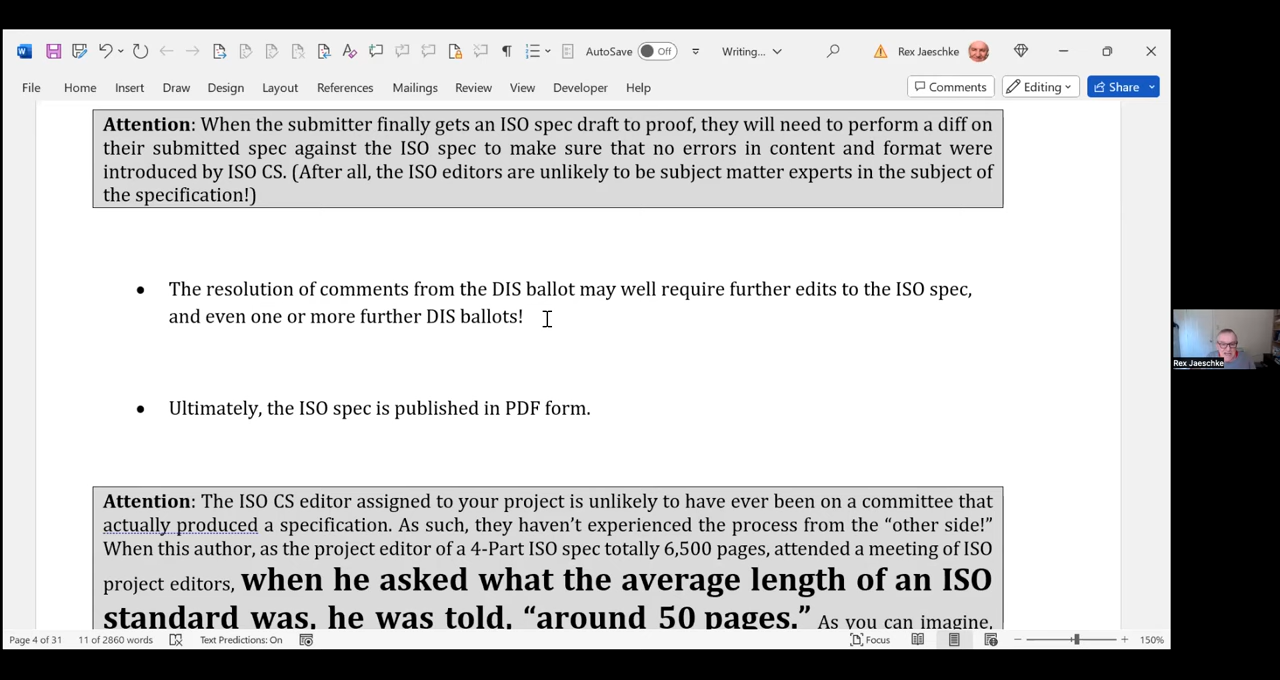 AutoSave
Off
Writing...
Rex Jaeschke
File
Home
Insert
Draw
Design
Layout
References
Mailings
Review
View
Developer
Help
Comments
Editing
Share
Attention: When the submitter finally gets an ISO spec draft to proof, they will need to perform a diff on
their submitted spec against the ISO spec to make sure that no errors in content and format were
introduced by ISO CS. (After all, the ISO editors are unlikely to be subject matter experts in the subject of
the specification!)
• The resolution of comments from the DIS ballot may well require further edits to the ISO spec,
and even one or more further DIS ballots!
• Ultimately, the ISO spec is published in PDF form.
Attention: The ISO CS editor assigned to your project is unlikely to have ever been on a committee that
actually produced a specification. As such, they haven't experienced the process from the “other side!”
When this author, as the project editor of a 4-Part ISO spec totally 6,500 pages, attended a meeting of ISO
project editors, when he asked what the average length of an ISO
standard was, he was told, “around 50 pages.” As you can imagine,
Rex Jaeschke
Page 4 of 31
11 of 2860 words
Text Predictions: On
Focus
150%